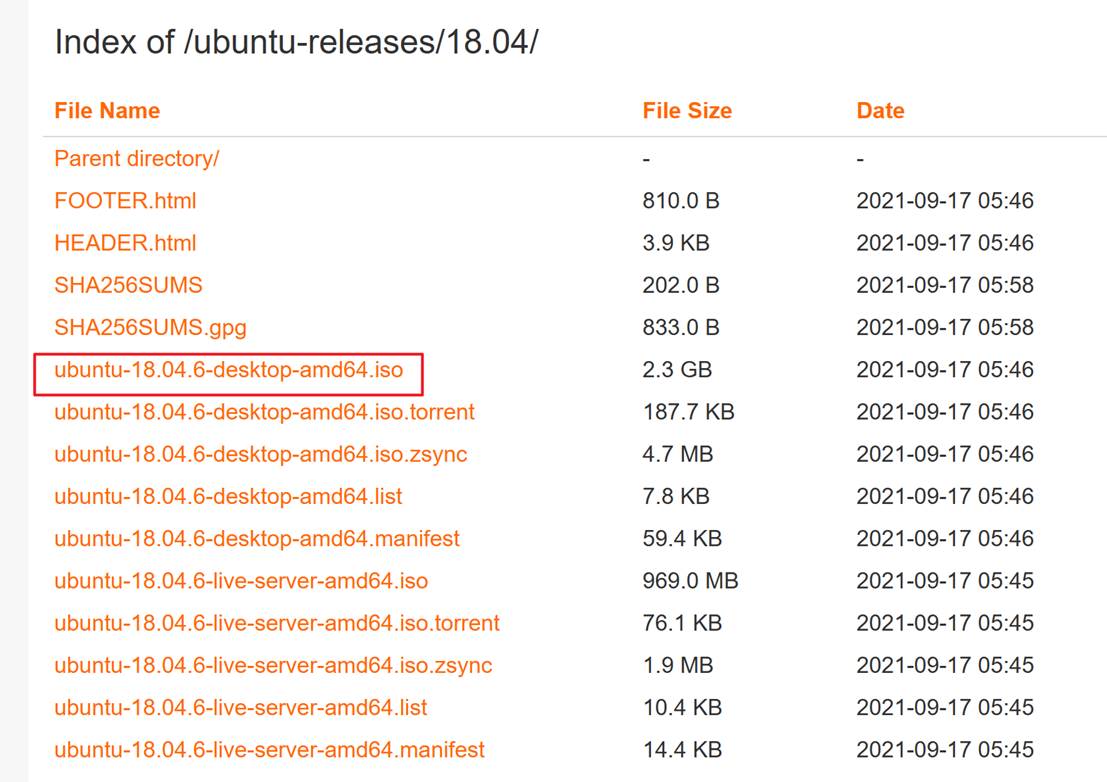 Index of /ubuntu-releases/18.04/
File Name File Size Date
Parent directory/ - -
FOOTER.html 810.0 B 2021-09-17 05:46
HEADER.html 3.9 KB 2021-09-17 05:46
SHA256SUMS 202.0 B 2021-09-17 05:58
SHA256SUMS.gpg 833.0 B 2021-09-17 05:58
ubuntu-18.04.6-desktop-amd64.iso 2.3 GB 2021-09-17 05:46
ubuntu-18.04.6-desktop-amd64.iso.torrent 187.7 KB 2021-09-17 05:46
ubuntu-18.04.6-desktop-amd64.iso.zsync 4.7 MB 2021-09-17 05:46
ubuntu-18.04.6-desktop-amd64.list 7.8 KB 2021-09-17 05:46
ubuntu-18.04.6-desktop-amd64.manifest 59.4 KB 2021-09-17 05:46
ubuntu-18.04.6-live-server-amd64.iso 969.0 MB 2021-09-17 05:45
ubuntu-18.04.6-live-server-amd64.iso.torrent 76.1 KB 2021-09-17 05:45
ubuntu-18.04.6-live-server-amd64.iso.zsync 1.9 MB 2021-09-17 05:45
ubuntu-18.04.6-live-server-amd64.list 10.4 KB 2021-09-17 05:45
ubuntu-18.04.6-live-server-amd64.manifest 14.4 KB 2021-09-17 05:45